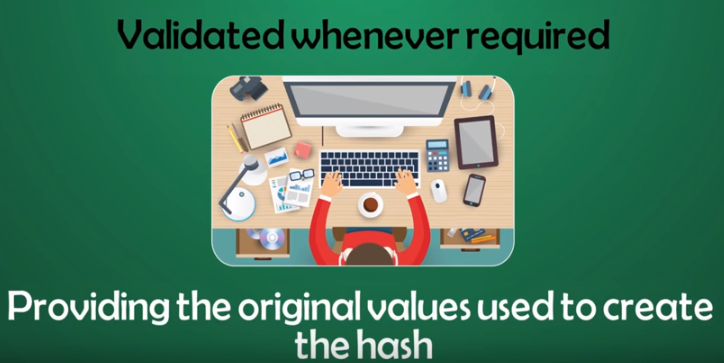 Validated whenever required
Providing the original values used to create
the hash